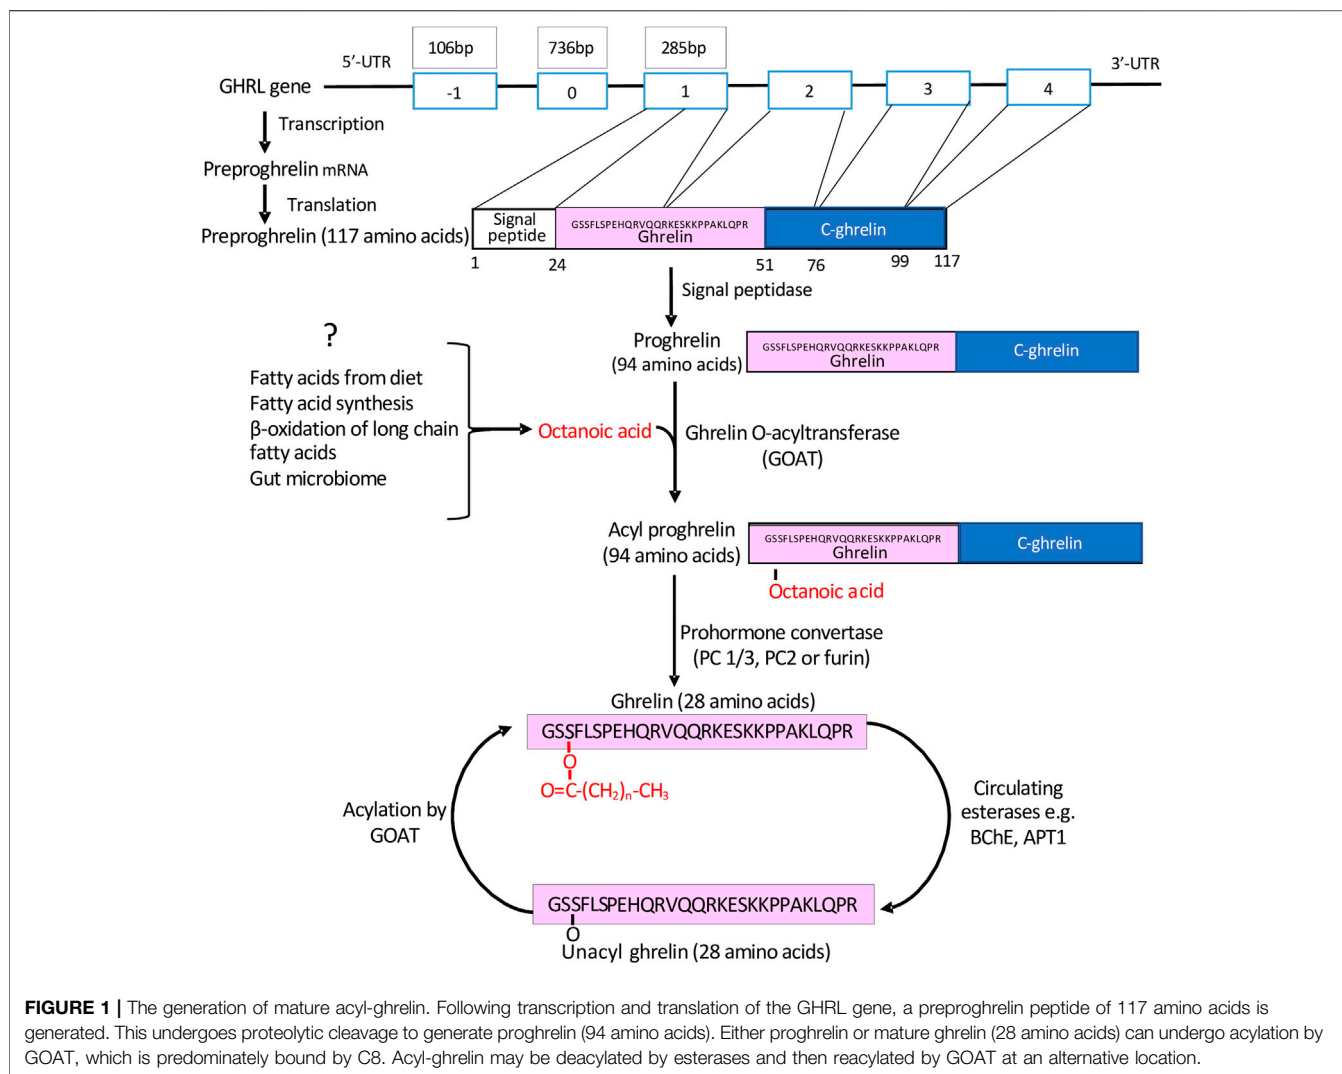 106bp
736bp
285bp
5'-UTR
3'-UTR
GHRL gene
-1
0
1
2
3
4
Transcription
Preproghrelin mRNA
Translation
Preproghrelin (117 amino acids)
Signal
peptide
GSSFLSPEHQRVQQRKESKKPPAKLQPR
Ghrelin
C-ghrelin
1
24
51
76
99
117
Signal peptidase
?
Proghrelin
(94 amino acids)
GSSFLSPEHQRVQQRKESKKPPAKLQPR
Ghrelin
C-ghrelin
Fatty acids from diet
Fatty acid synthesis
β-oxidation of long chain
fatty acids
Gut microbiome
Octanoic acid
Ghrelin O-acyltransferase
(GOAT)
Acyl proghrelin
(94 amino acids)
GSSFLSPEHQRVQQRKESKKPPAKLQPR
Ghrelin
C-ghrelin
Octanoic acid
Prohormone convertase
(PC 1/3, PC2 or furin)
Ghrelin (28 amino acids)
GSSFLSPEHQRVQQRKESKKPPAKLQPR
O
O=C-(CH₂)ₙ-CH₃
Acylation by
GOAT
Circulating
esterases e.g.
BChE, APT1
GSSFLSPEHQRVQQRKESKKPPAKLQPR
O
Unacyl ghrelin (28 amino acids)
FIGURE 1 | The generation of mature acyl-ghrelin. Following transcription and translation of the GHRL gene, a preproghrelin peptide of 117 amino acids is
generated. This undergoes proteolytic cleavage to generate proghrelin (94 amino acids). Either proghrelin or mature ghrelin (28 amino acids) can undergo acylation by
GOAT, which is predominately bound by C8. Acyl-ghrelin may be deacylated by esterases and then reacylated by GOAT at an alternative location.